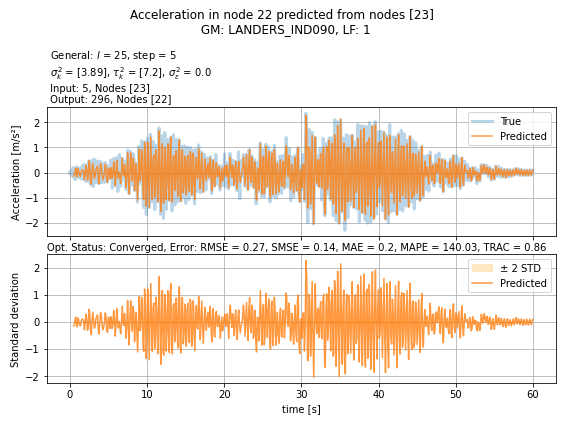 Acceleration in node 22 predicted from nodes [23]
GM: LANDERS_IND090, LF: 1
General: l = 25, step = 5
σ²_k = [3.89], τ²_k = [7.2], σ²_ε = 0.0
Input: 5, Nodes [23]
Output: 296, Nodes [22]
Acceleration [m/s²]
2
1
0
−1
−2
True
Predicted
Opt. Status: Converged, Error: RMSE = 0.27, SMSE = 0.14, MAE = 0.2, MAPE = 140.03, TRAC = 0.86
Standard deviation
2
1
0
−1
−2
± 2 STD
Predicted
0 10 20 30 40 50 60
time [s]